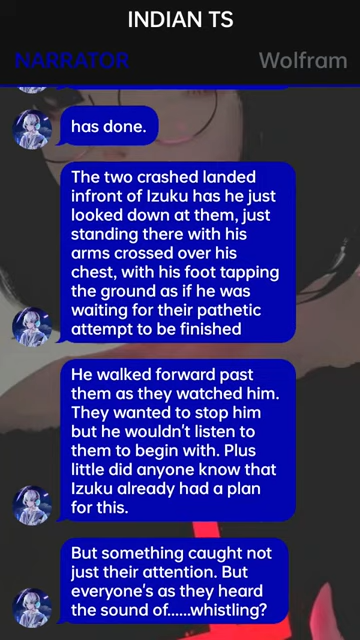 INDIAN TS
NARRATOR
Wolfram
has done.
The two crashed landed
infront of Izuku has he just
looked down at them, just
standing there with his
arms crossed over his
chest, with his foot tapping
the ground as if he was
waiting for their pathetic
attempt to be finished
He walked forward past
them as they watched him.
They wanted to stop him
but he wouldn't listen to
them to begin with. Plus
little did anyone know that
Izuku already had a plan
for this.
But something caught not
just their attention. But
everyone's as they heard
the sound of......whistling?